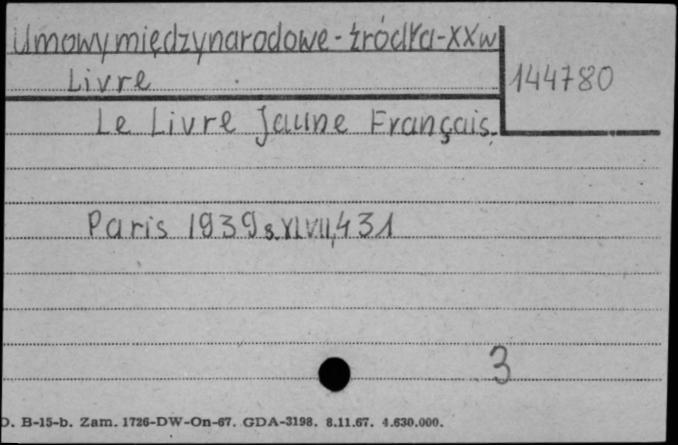 Umowy międzynarodowe - źródła - XX w
Livre
144780
Le Livre Jaune Français.
Paris 1939 s. XLVII, 431
3
D. B-15-b. Zam. 1726-DW-On-67. GDA-3198. 8.11.67. 4.630.000.